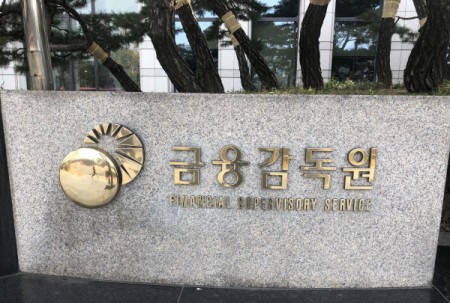 금융감독원
FINANCIAL SUPERVISORY SERVICE